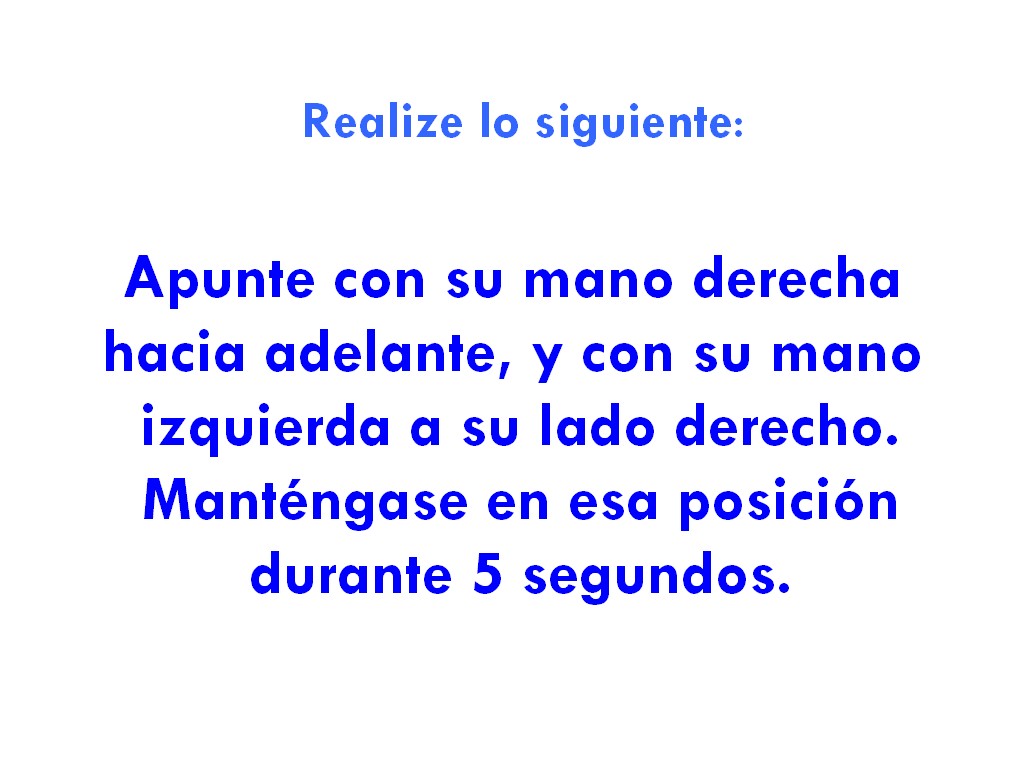 Realize lo siguiente:
Apunte con su mano derecha
hacia adelante, y con su mano
izquierda a su lado derecho.
Manténgase en esa posición
durante 5 segundos.